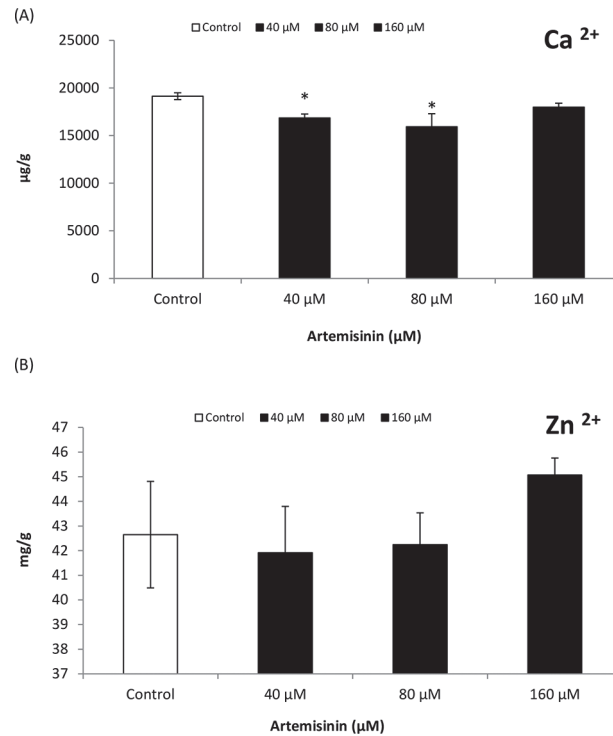 (A)
Control 40 µM 80 µM 160 µM
Ca 2+
25000
20000
15000
10000
5000
0
µg/g
* *
Control 40 µM 80 µM 160 µM
Artemisinin (µM)
(B)
Control 40 µM 80 µM 160 µM
Zn 2+
47
46
45
44
43
42
41
40
39
38
37
mg/g
Control 40 µM 80 µM 160 µM
Artemisinin (µM)